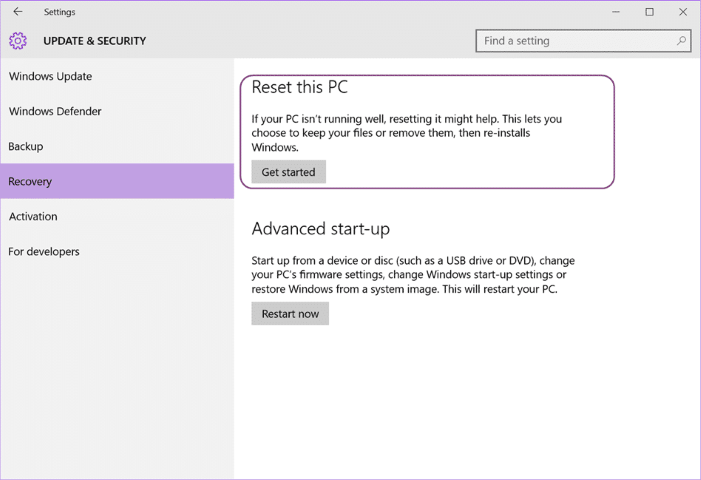 Settings
UPDATE & SECURITY
Find a setting
Windows Update
Windows Defender
Backup
Recovery
Activation
For developers
Reset this PC
If your PC isn't running well, resetting it might help. This lets you
choose to keep your files or remove them, then re-installs
Windows.
Get started
Advanced start-up
Start up from a device or disc (such as a USB drive or DVD), change
your PC's firmware settings, change Windows start-up settings or
restore Windows from a system image. This will restart your PC.
Restart now